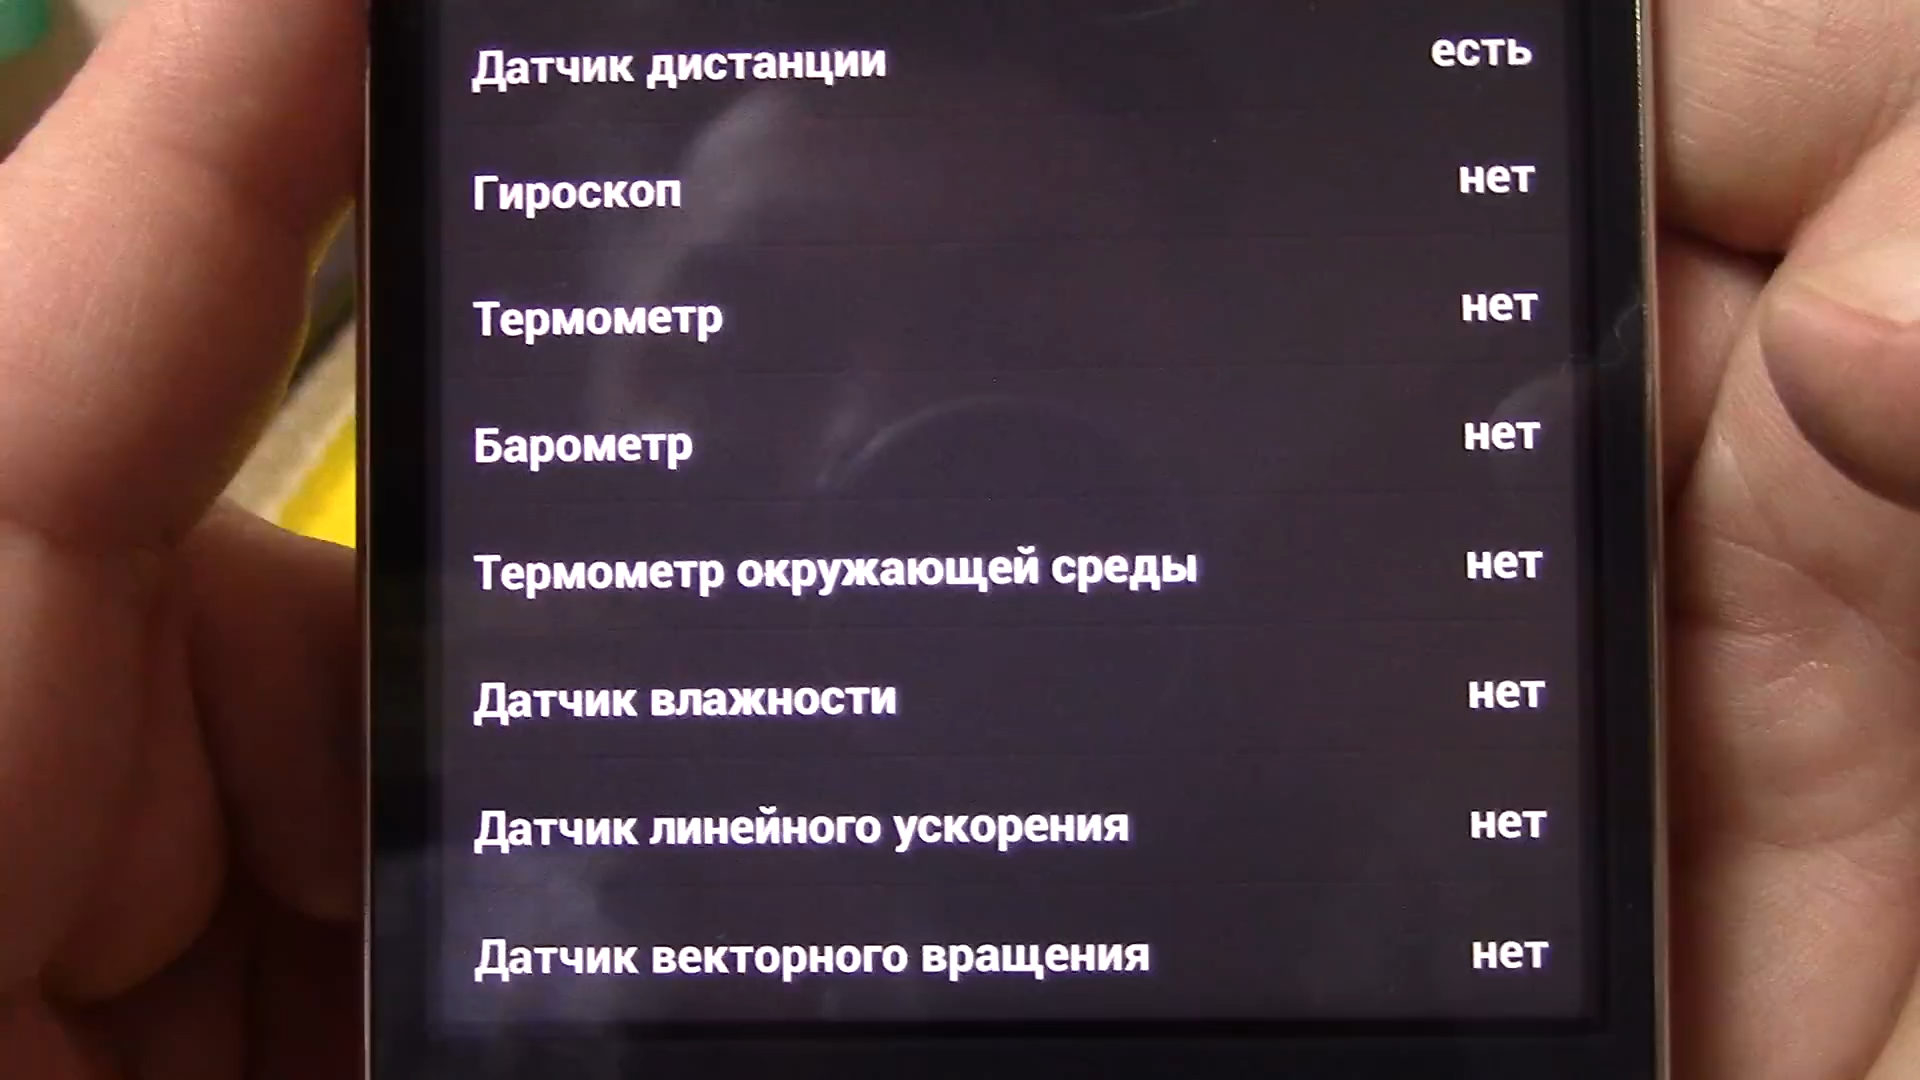 Датчик дистанции есть
Гироскоп нет
Термометр нет
Барометр нет
Термометр окружающей среды нет
Датчик влажности нет
Датчик линейного ускорения нет
Датчик векторного вращения нет